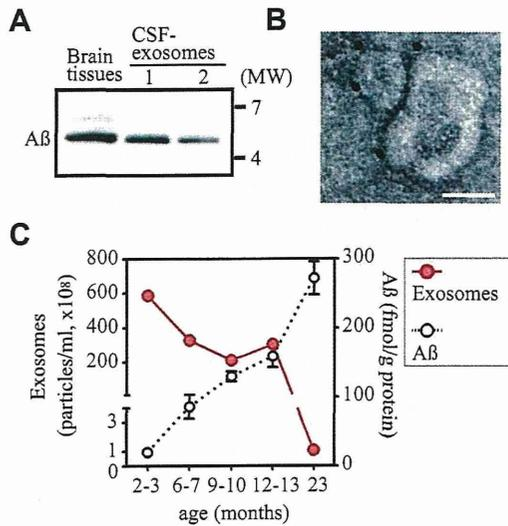 A
CSF-
exosomes
Brain
tissues
1 2 (MW)
7
Aß
4
B
C
Exosomes
(particles/ml, x10⁸)
800
600
400
200
3
1
0
2-3 6-7 9-10 12-13 23
age (months)
300
200
100
0
Aß (fmol/g protein)
Exosomes
Aß